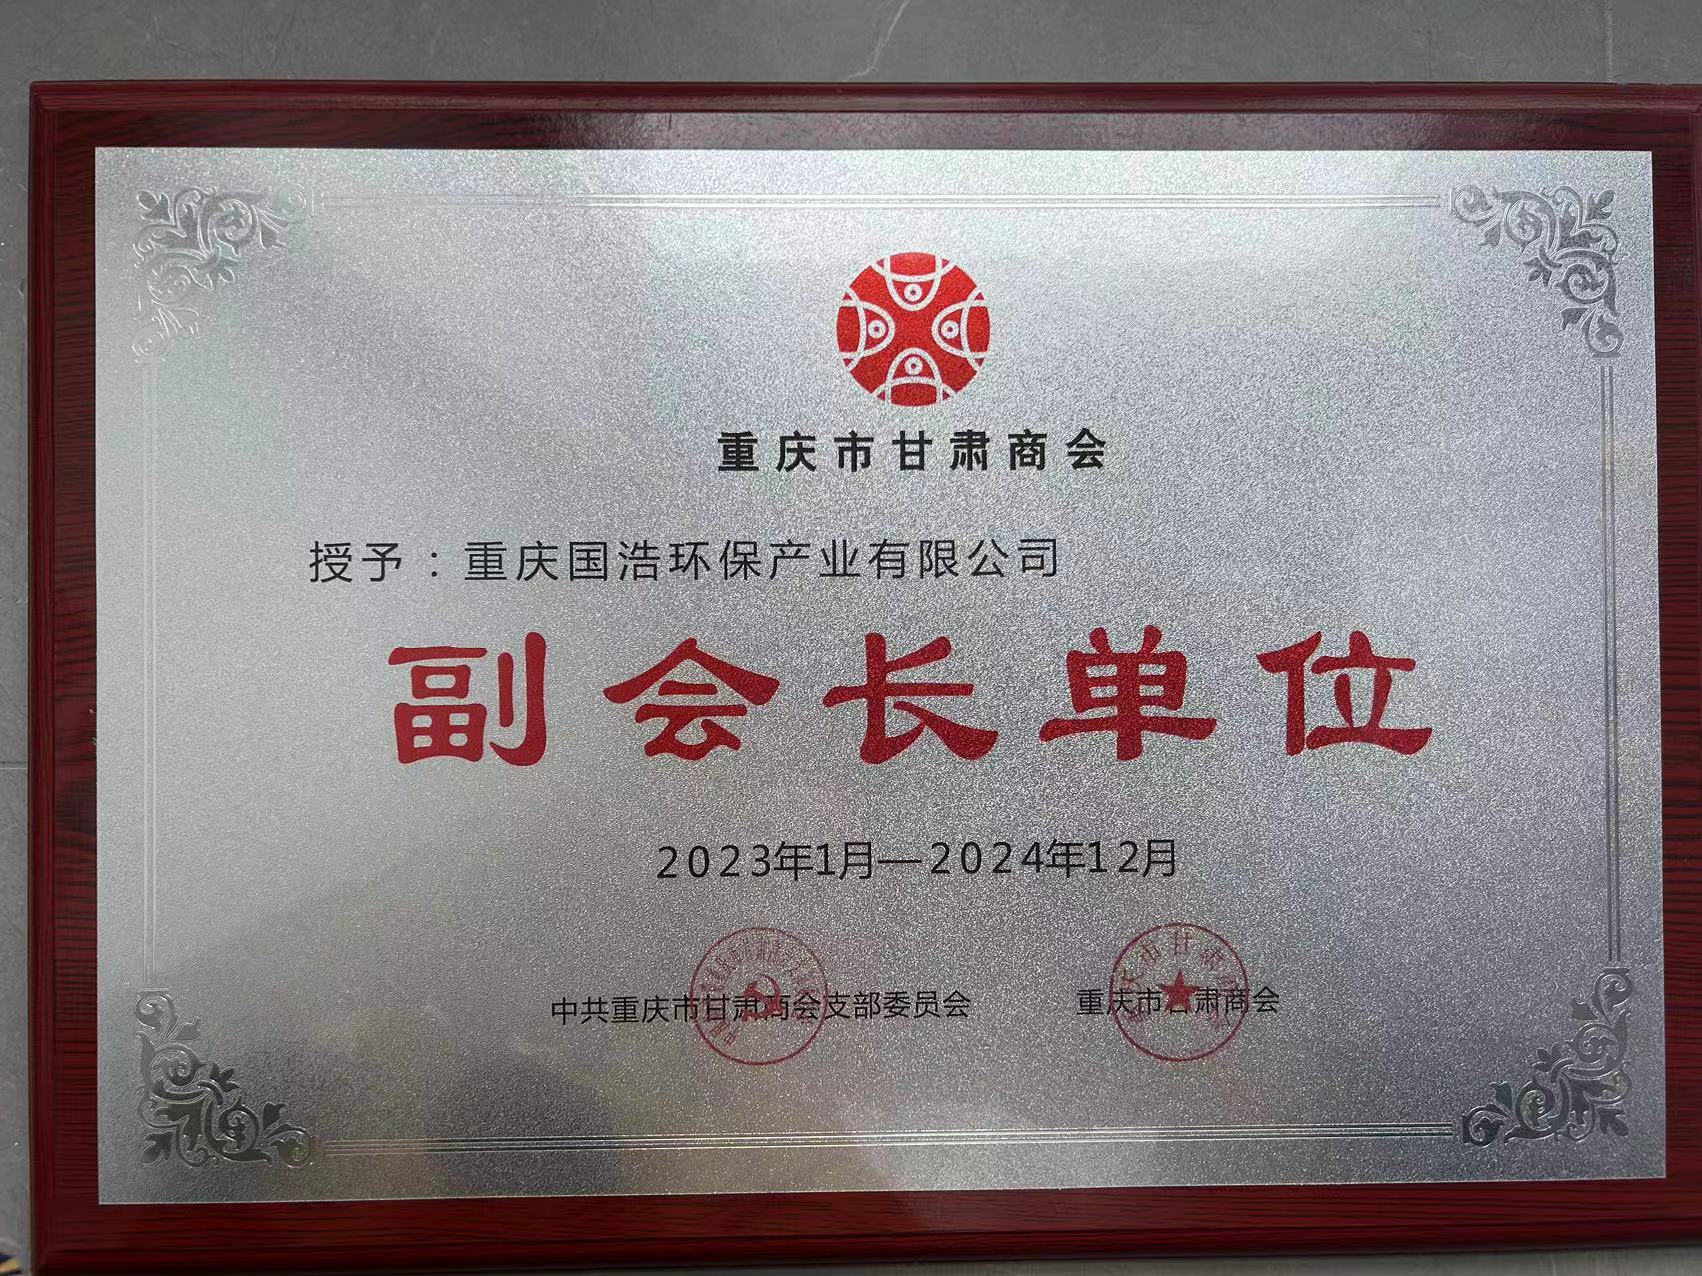 重庆市甘肃商会
授予：重庆国浩环保产业有限公司
副会长单位
2023年1月—2024年12月
中共重庆市甘肃商会支部委员会
重庆市甘肃商会